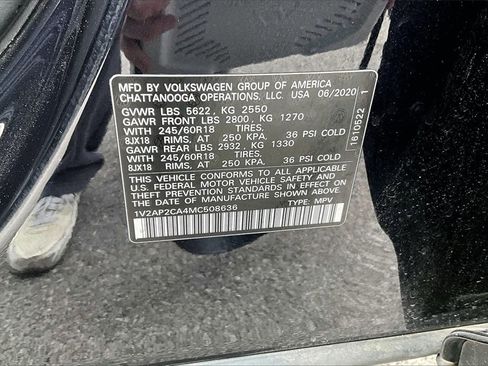 MFD BY VOLKSWAGEN GROUP OF AMERICA
CHATTANOOGA OPERATIONS, LLC. USA 06/2020
GVWR LBS 5622, KG 2550
GAWR FRONT LBS 2800, KG 1270
WITH 245/60R18 TIRES,
8JX18 RIMS, AT 250 KPA. 36 PSI COLD
GAWR REAR LBS 2932, KG 1330
WITH 245/60R18 TIRES,
8JX18 RIMS, AT 250 KPA. 36 PSI COLD
THIS VEHICLE CONFORMS TO ALL APPLICABLE
U.S. FEDERAL MOTOR VEHICLE SAFETY AND
THEFT PREVENTION STANDARDS IN EFFECT ON
THE DATE OF MANUFACTURE SHOWN ABOVE.
1V2AP2CA4MC508636 TYPE: MPV
1610522 1